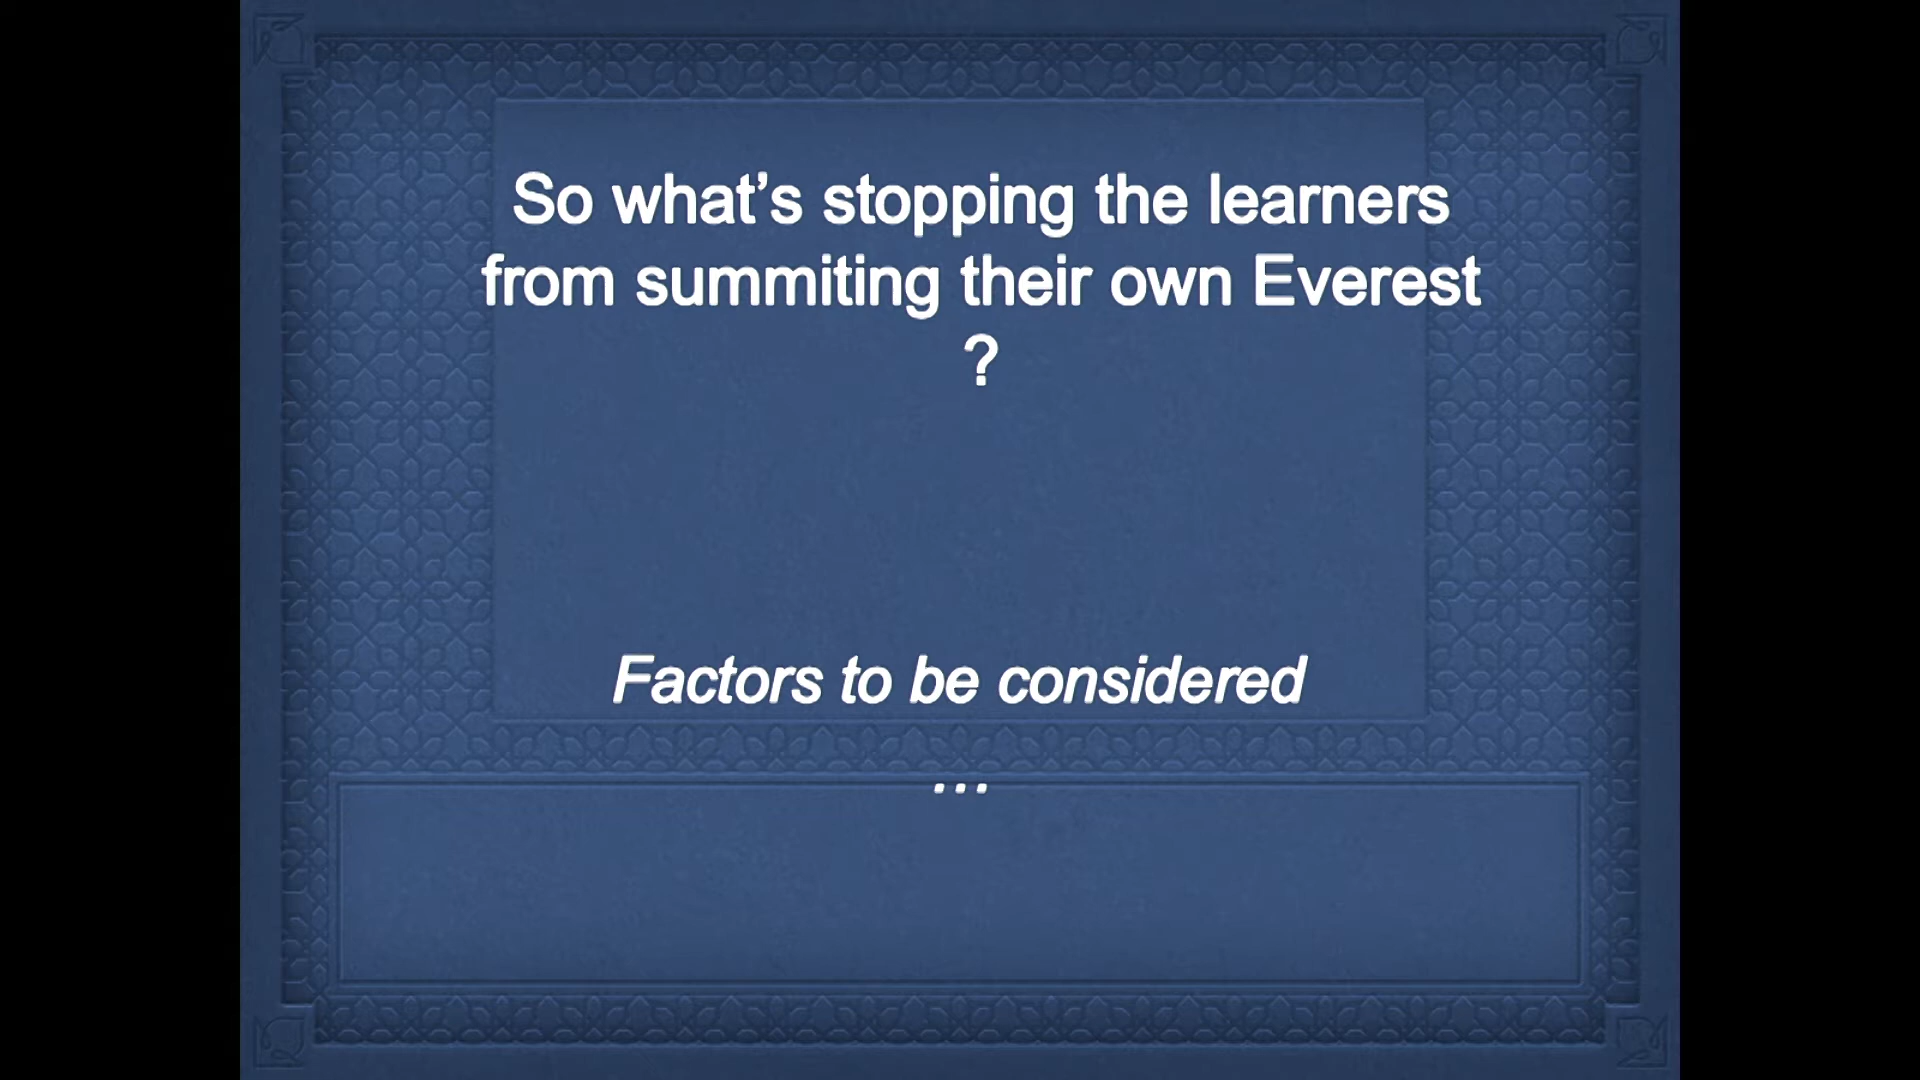 So what’s stopping the learners
from summiting their own Everest
?
Factors to be considered
...